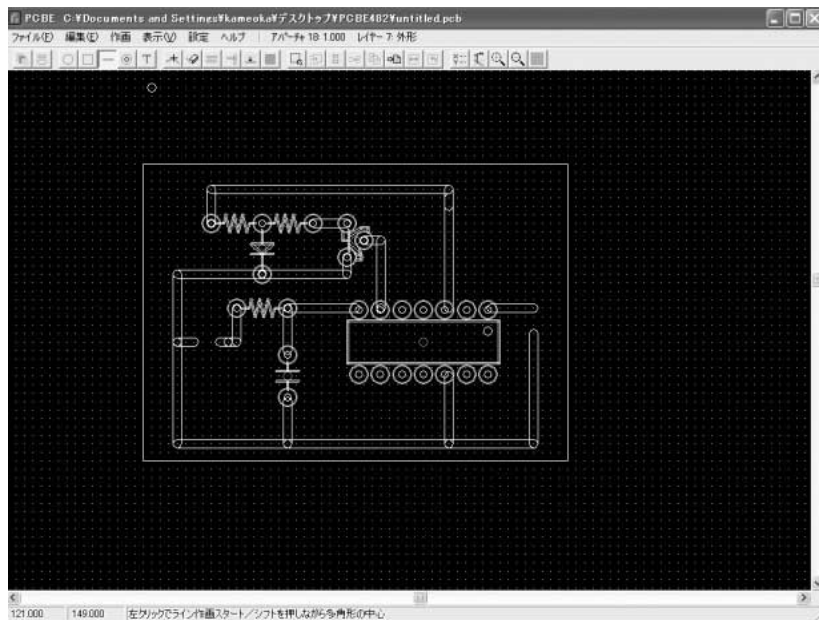 PCBE C:¥Documents and Settings¥kameoka¥デスクトップ¥PCBE482¥untitled.pcb
ファイル(F) 編集(E) 作画 表示(V) 設定 ヘルプ | アパーチャ 18: 1.000 レイヤー 7: 外形
T
121.000 149.000 左クリックでライン作画スタート／シフトを押しながら多角形の中心